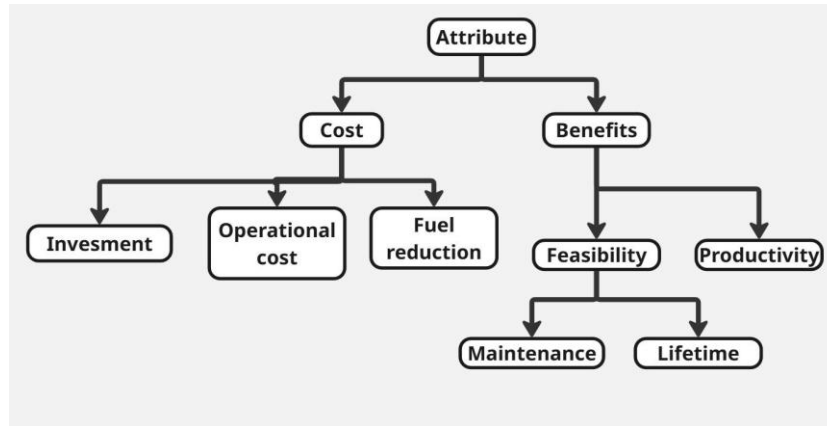 Attribute
Cost
Benefits
Invesment
Operational
cost
Fuel
reduction
Feasibility
Productivity
Maintenance
Lifetime